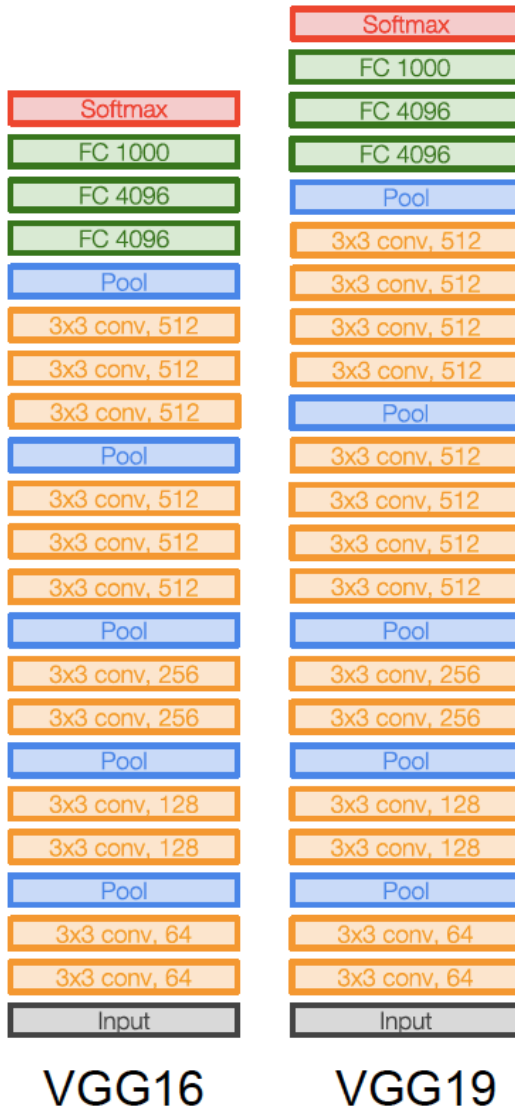 Softmax
FC 1000
FC 4096
FC 4096
Pool
3x3 conv, 512
3x3 conv, 512
3x3 conv, 512
Pool
3x3 conv, 512
3x3 conv, 512
3x3 conv, 512
Pool
3x3 conv, 256
3x3 conv, 256
Pool
3x3 conv, 128
3x3 conv, 128
Pool
3x3 conv, 64
3x3 conv, 64
Input
VGG16
Softmax
FC 1000
FC 4096
FC 4096
Pool
3x3 conv, 512
3x3 conv, 512
3x3 conv, 512
3x3 conv, 512
Pool
3x3 conv, 512
3x3 conv, 512
3x3 conv, 512
3x3 conv, 512
Pool
3x3 conv, 256
3x3 conv, 256
Pool
3x3 conv, 128
3x3 conv, 128
Pool
3x3 conv, 64
3x3 conv, 64
Input
VGG19